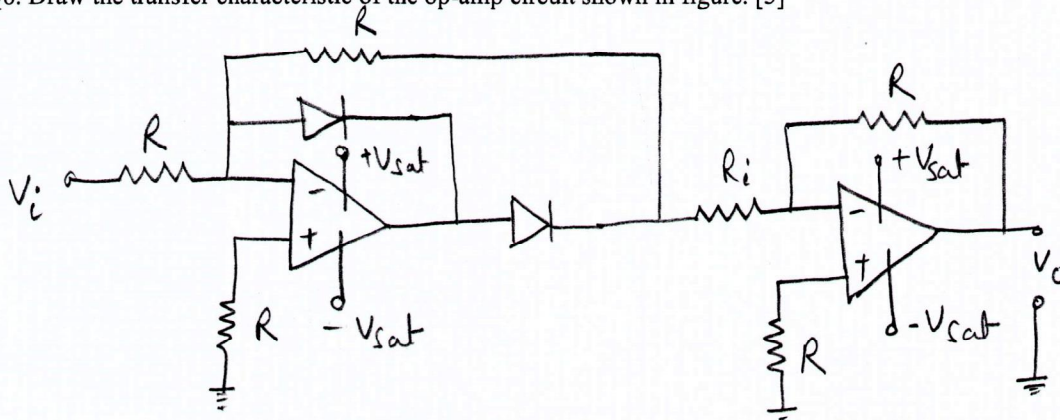 Draw the transfer characteristic of the op-amp circuit shown in figure. [5]
R
R
R
+Vsat
Ri
+Vsat
Vi
-
+
-
+
R
- Vsat
R
-Vsat